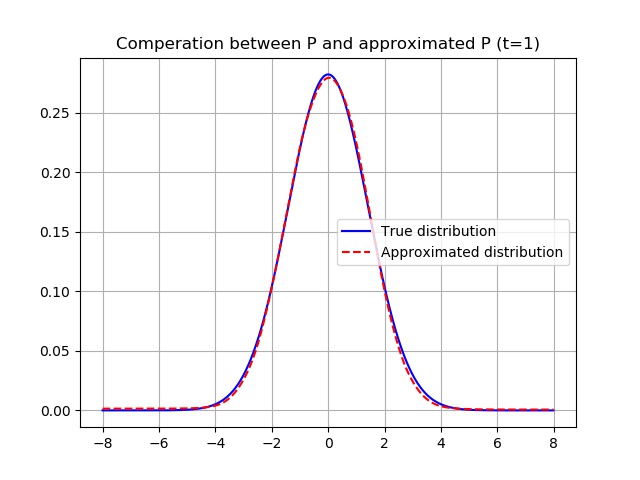 Comperation between P and approximated P (t=1)
0.25
0.20
0.15
0.10
0.05
0.00
True distribution
Approximated distribution
−8 −6 −4 −2 0 2 4 6 8